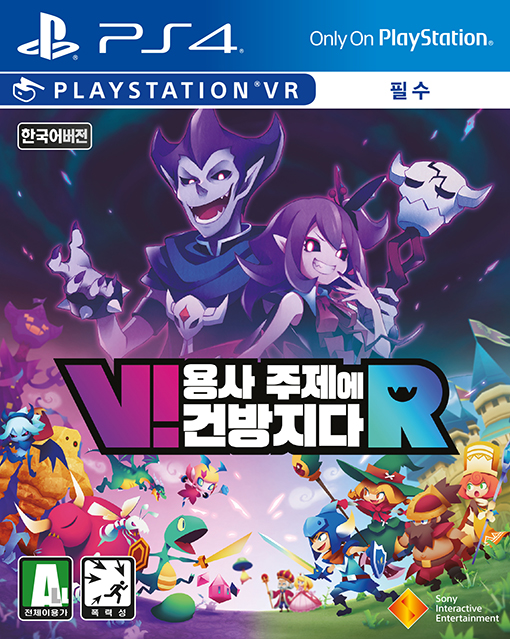 PS4
Only On PlayStation®
PLAYSTATION®VR
필수
한국어버전
V!
용사 주제에
건방지다
R
전체이용가
폭력성
Sony
Interactive
Entertainment